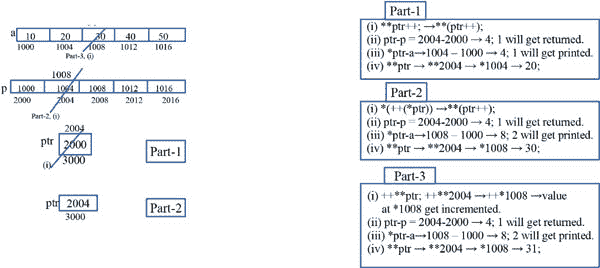 a 10 20 30 40 50
1000 1004 1008 1012 1016
Part-3, (i)
1008
p 1000 1004 1008 1012 1016
2000 2004 2008 2012 2016
Part-2, (i)
2004
ptr 2000
(i) 3000
Part-1
ptr 2004
3000
Part-2
Part-1
(i) **ptr++; →**(ptr++);
(ii) ptr-p = 2004-2000 → 4; 1 will get returned.
(iii) *ptr-a→1004 – 1000 → 4; 1 will get printed.
(iv) **ptr → **2004 → *1004 → 20;
Part-2
(i) *(++(*ptr)) →**(ptr++);
(ii) ptr-p = 2004-2000 → 4; 1 will get returned.
(iii) *ptr-a→1008 – 1000 → 8; 2 will get printed.
(iv) **ptr → **2004 → *1008 → 30;
Part-3
(i) ++**ptr; ++**2004 →++*1008 →value
at *1008 get incremented.
(ii) ptr-p = 2004-2000 → 4; 1 will get returned.
(iii) *ptr-a→1008 – 1000 → 8; 2 will get printed.
(iv) **ptr → **2004 → *1008 → 31;